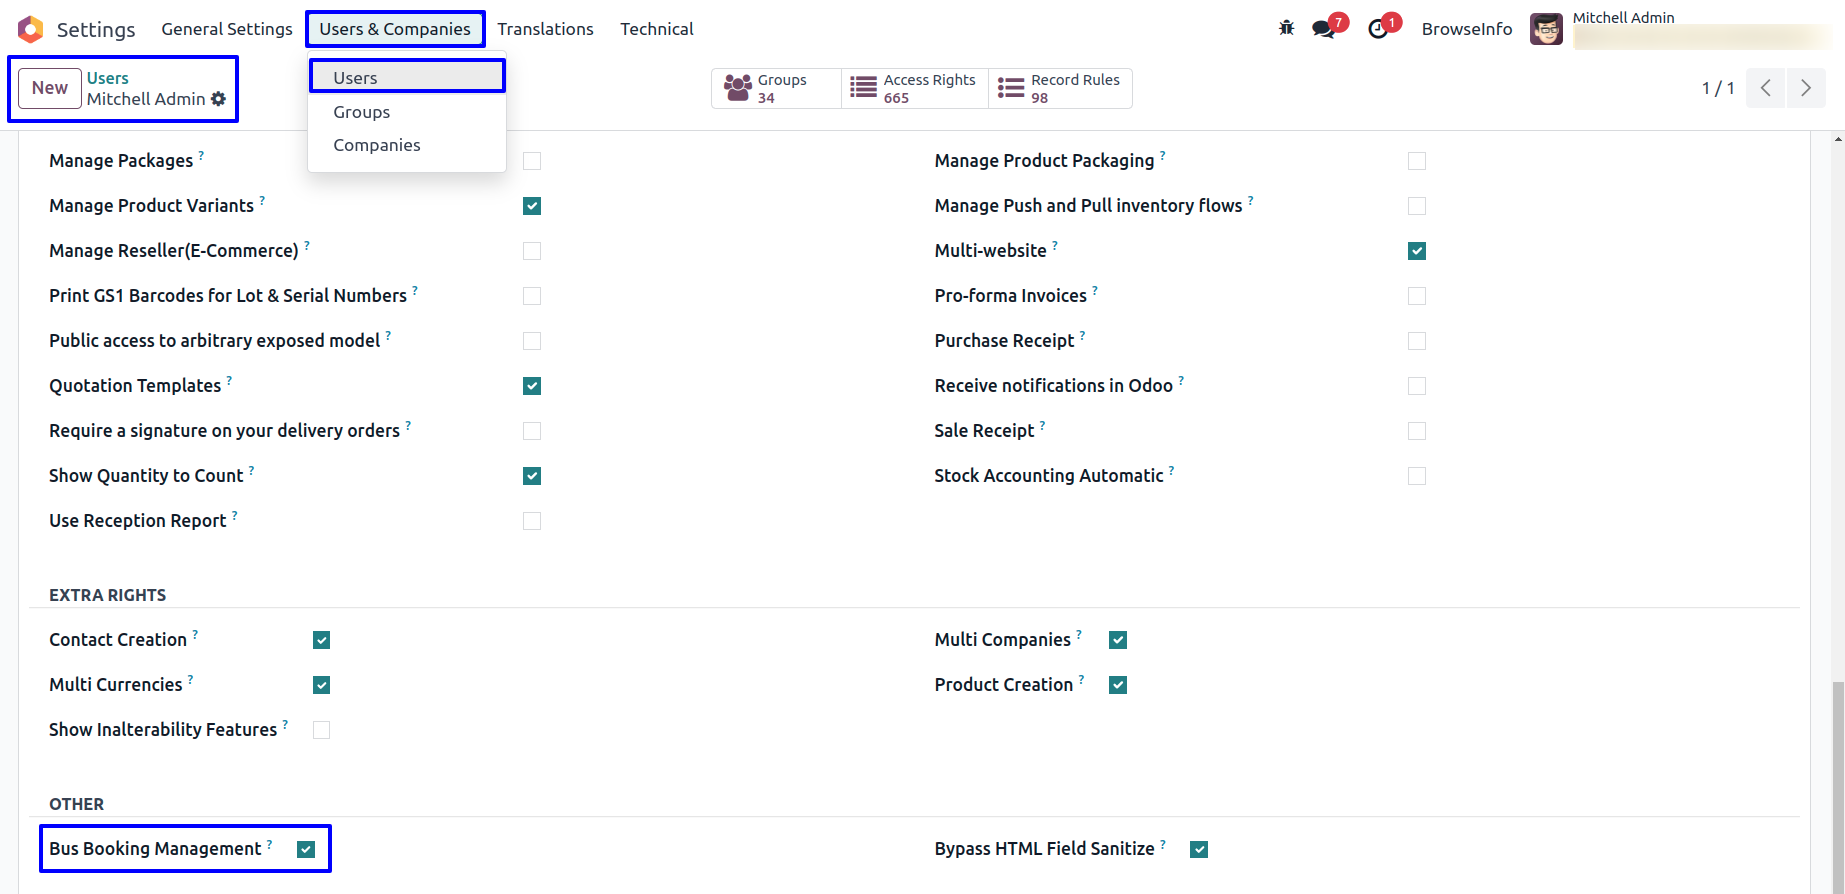 Settings General Settings Users & Companies Translations Technical 7 1 BrowseInfo Mitchell Admin
New Users
Mitchell Admin
Users
Groups
Companies
Groups
34
Access Rights
665
Record Rules
98
1 / 1
Manage Packages ?
Manage Product Packaging ?
Manage Product Variants ?
Manage Push and Pull inventory flows ?
Manage Reseller(E-Commerce) ?
Multi-website ?
Print GS1 Barcodes for Lot & Serial Numbers ?
Pro-forma Invoices ?
Public access to arbitrary exposed model ?
Purchase Receipt ?
Quotation Templates ?
Receive notifications in Odoo ?
Require a signature on your delivery orders ?
Sale Receipt ?
Show Quantity to Count ?
Stock Accounting Automatic ?
Use Reception Report ?
EXTRA RIGHTS
Contact Creation ?
Multi Companies ?
Multi Currencies ?
Product Creation ?
Show Inalterability Features ?
OTHER
Bus Booking Management ?
Bypass HTML Field Sanitize ?